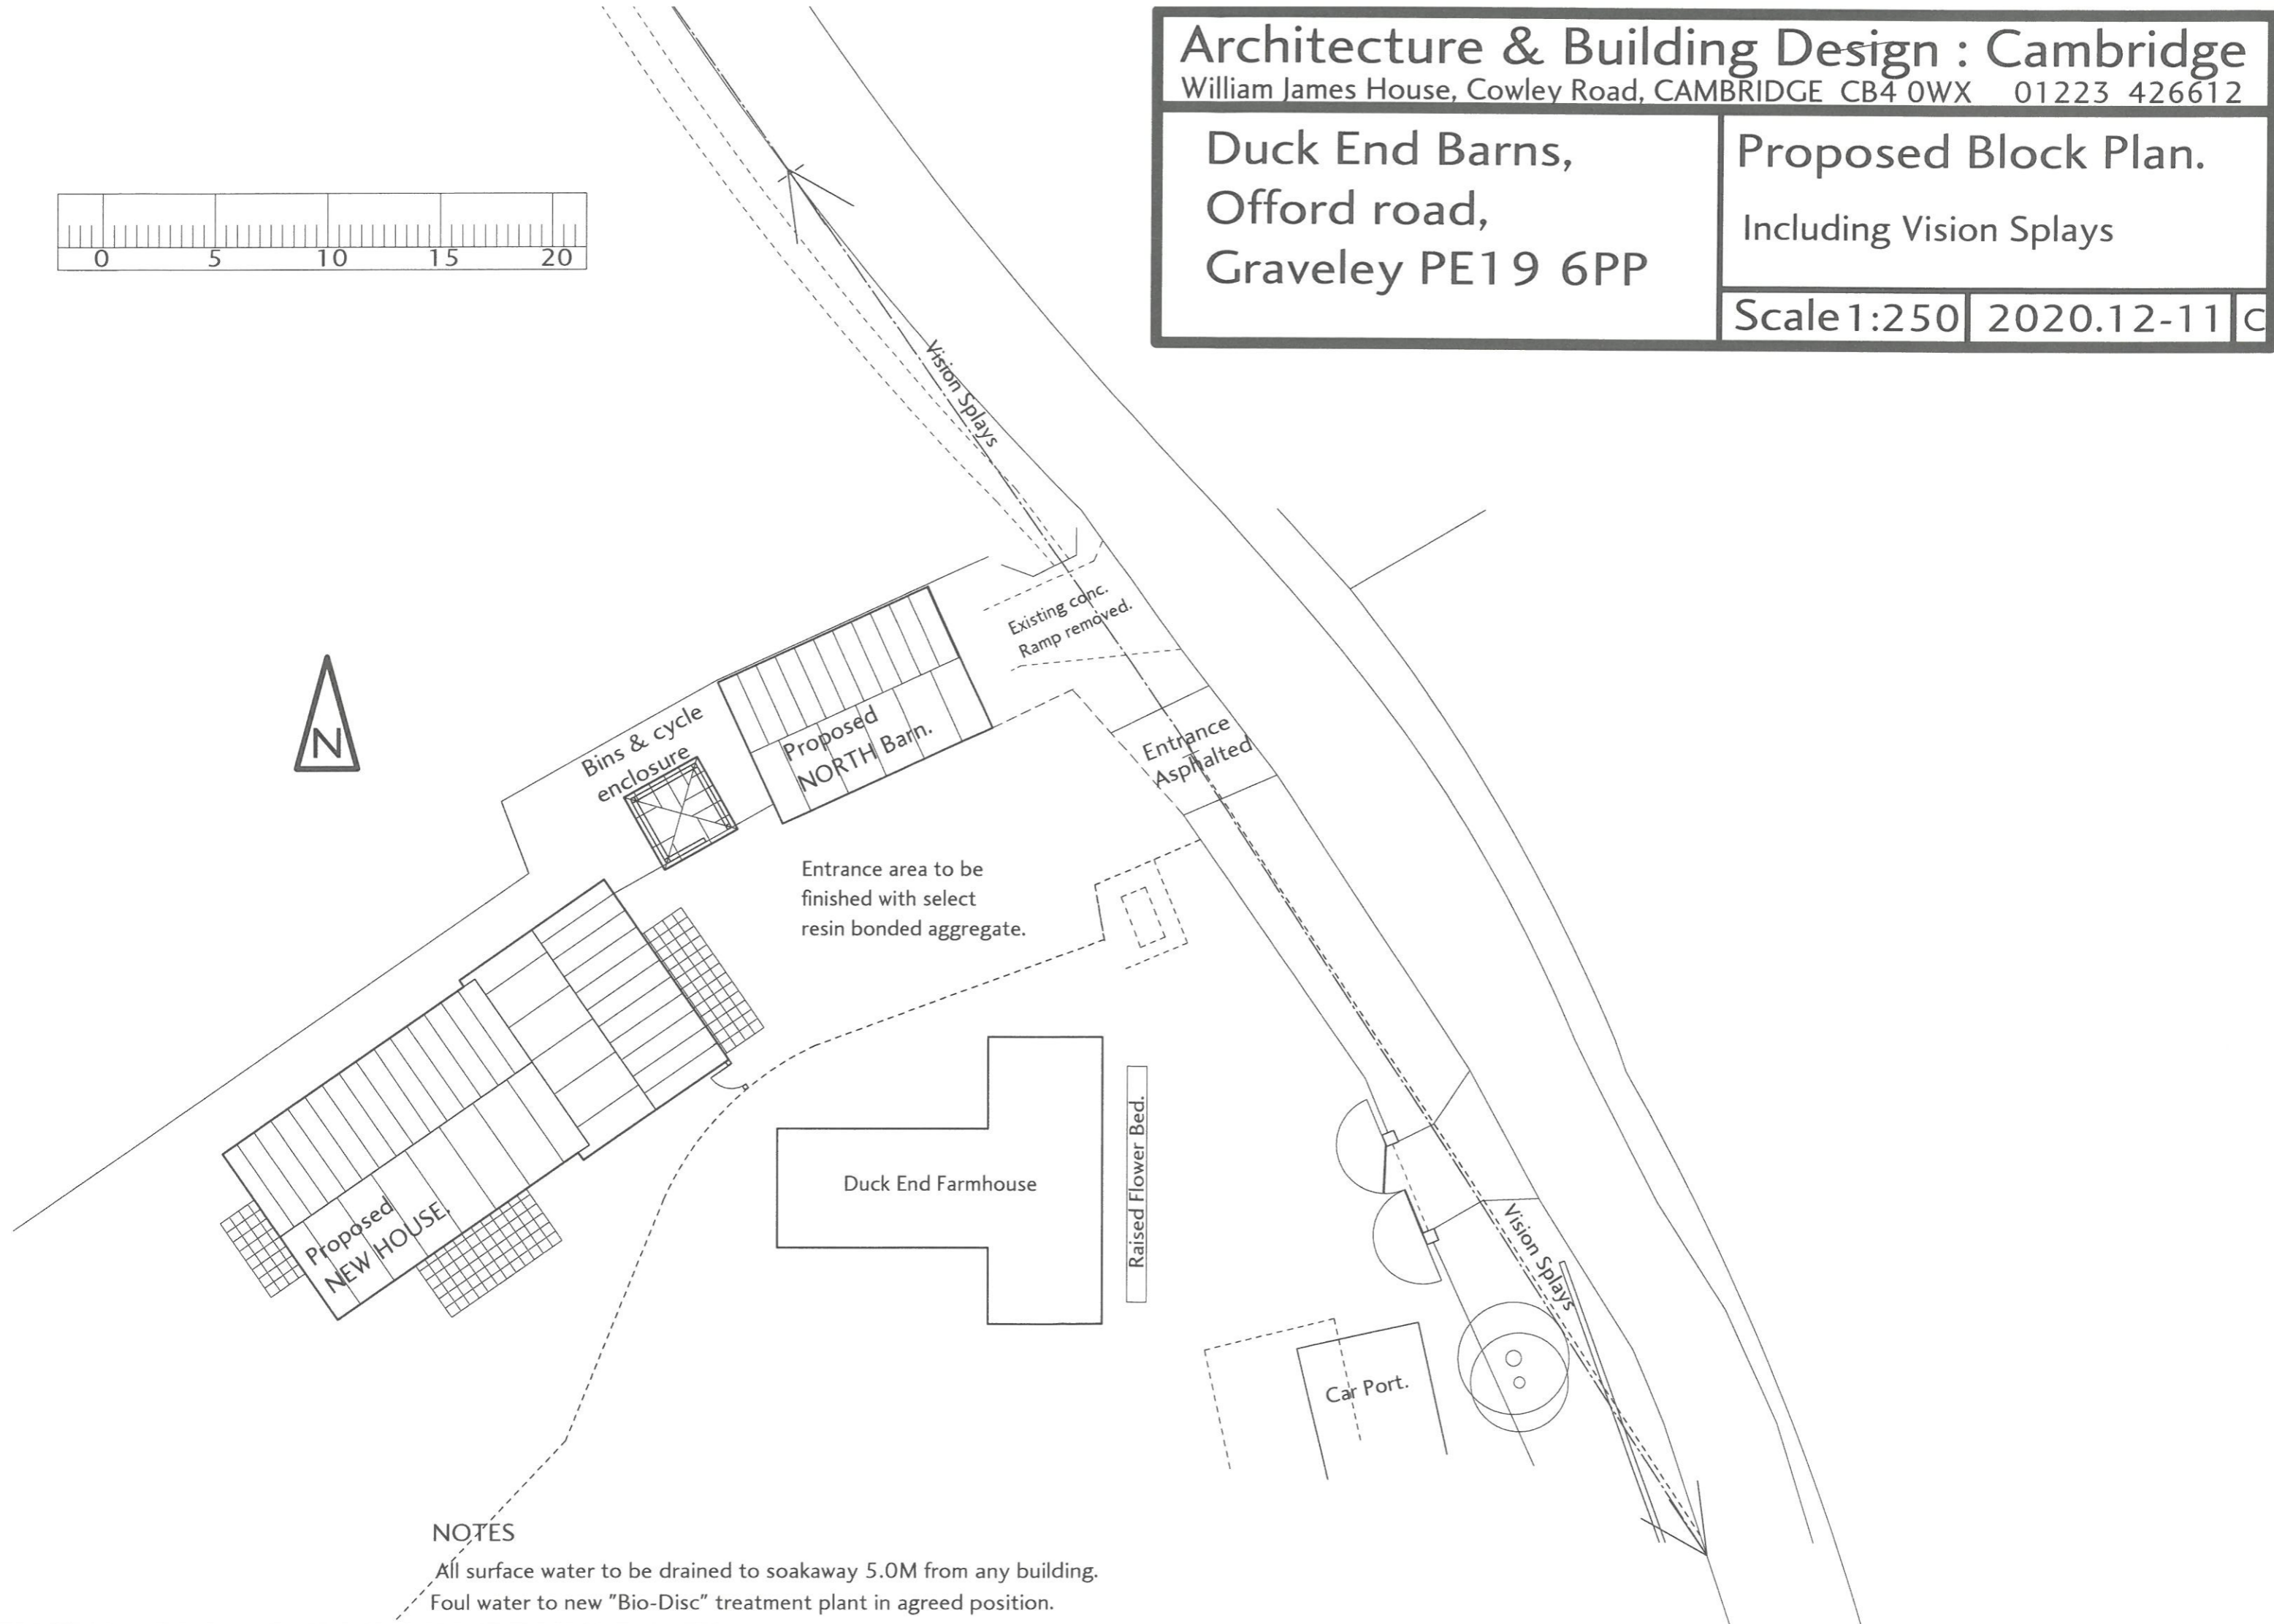 Architecture & Building Design : Cambridge
William James House, Cowley Road, CAMBRIDGE CB4 0WX 01223 426612
Duck End Barns,
Offord road,
Graveley PE19 6PP
Proposed Block Plan.
Including Vision Splays
Scale 1:250 2020.12-11 C
0 5 10 15 20
Vision Splays
Existing conc.
Ramp removed.
N
Bins & cycle
enclosure
Proposed
NORTH Barn.
Entrance
Asphalted
Entrance area to be
finished with select
resin bonded aggregate.
Duck End Farmhouse
Raised Flower Bed.
Proposed
NEW HOUSE.
Vision Splays
Car Port.
NOTES
All surface water to be drained to soakaway 5.0M from any building.
Foul water to new "Bio-Disc" treatment plant in agreed position.